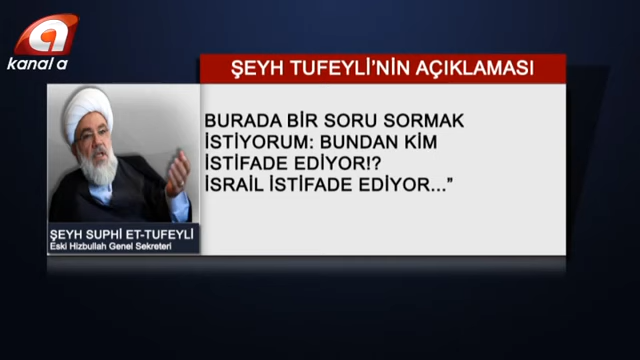 a
kanal a
ŞEYH TUFEYLİ'NİN AÇIKLAMASI
BURADA BİR SORU SORMAK
İSTİYORUM: BUNDAN KİM
İSTİFADE EDİYOR!?
İSRAİL İSTİFADE EDİYOR..."
ŞEYH SUPHİ ET-TUFEYLİ
Eski Hizbullah Genel Sekreteri